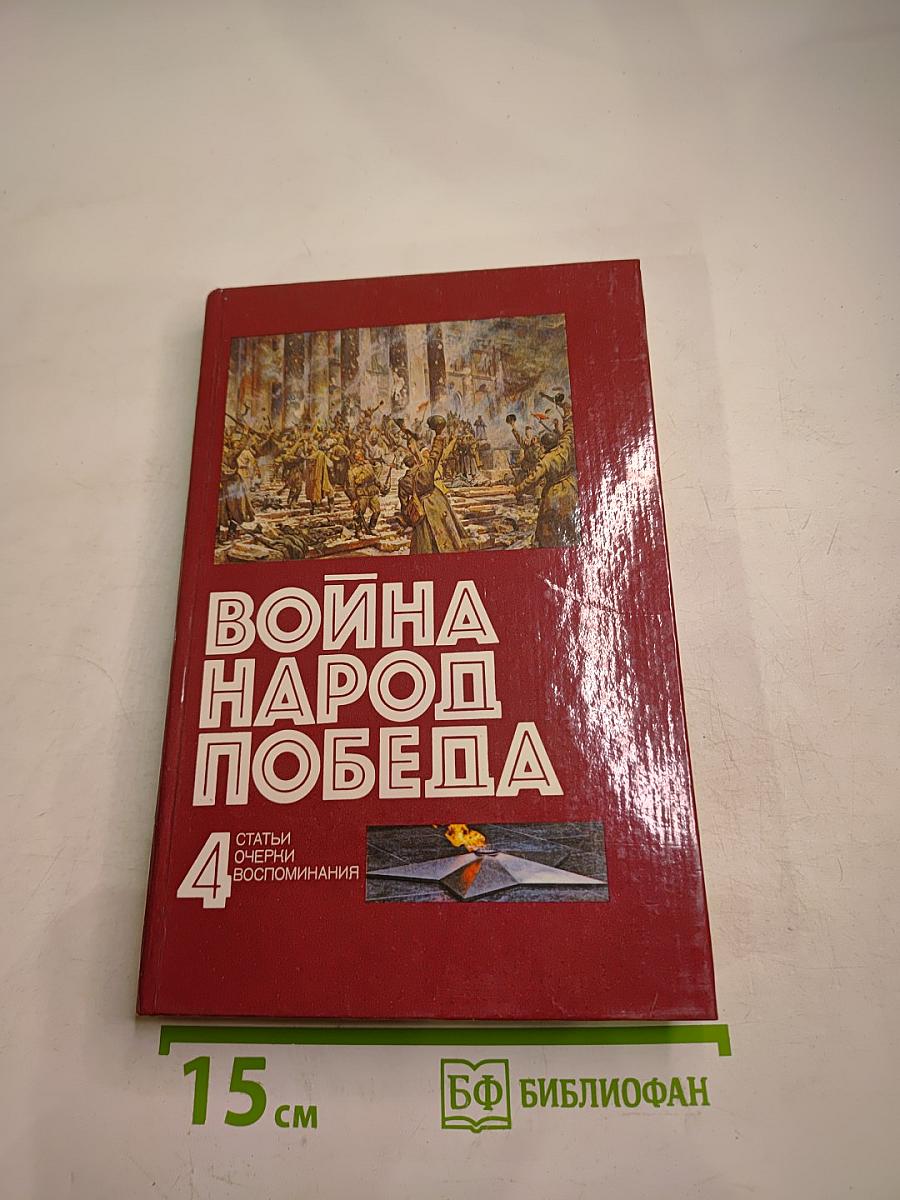 ВОЙНА
НАРОД
ПОБЕДА
4
СТАТЬИ
ОЧЕРКИ
ВОСПОМИНАНИЯ
15 см
БФ БИБЛИОФАН